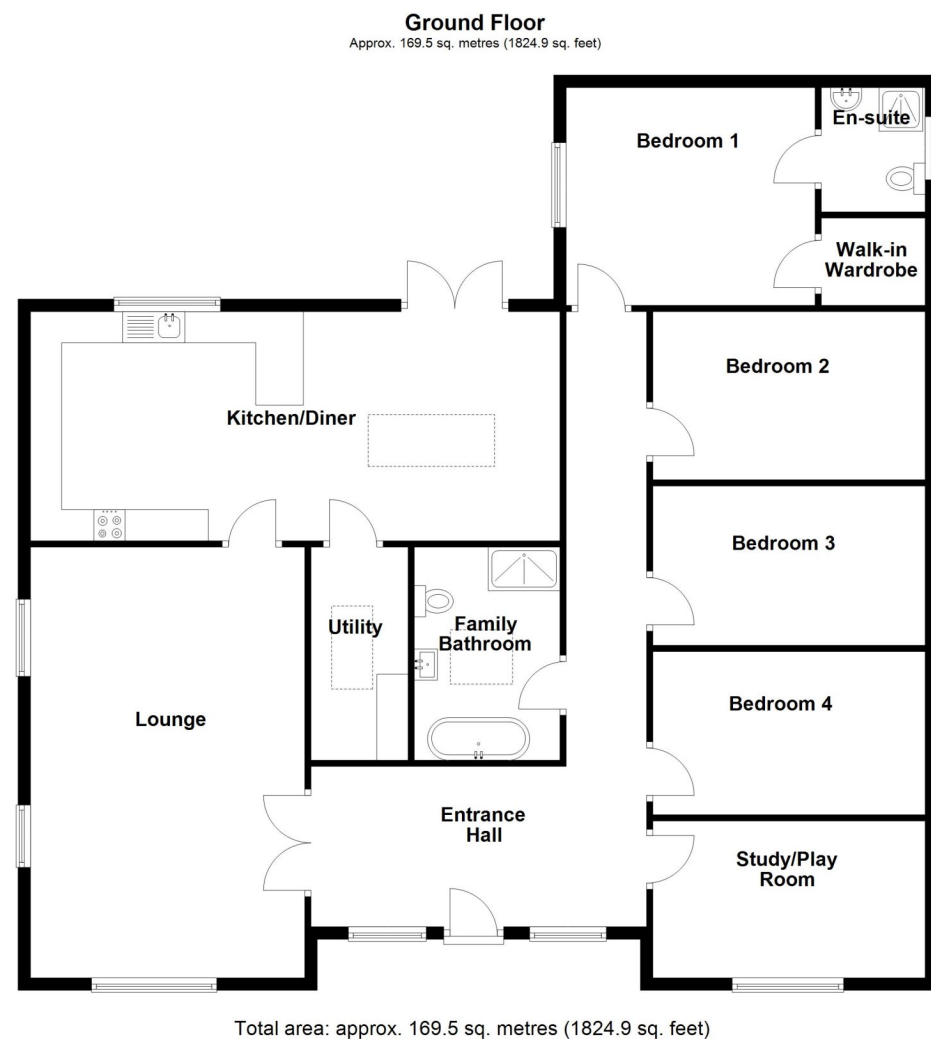 Ground Floor
Approx. 169.5 sq. metres (1824.9 sq. feet)
En-suite
Bedroom 1
Walk-in
Wardrobe
Bedroom 2
Kitchen/Diner
Bedroom 3
Utility
Family
Bathroom
Lounge
Bedroom 4
Entrance
Hall
Study/Play
Room
Total area: approx. 169.5 sq. metres (1824.9 sq. feet)